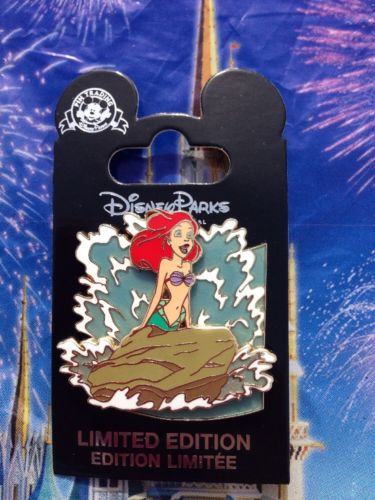 PIN TRADING
DISNEY PARKS
LIMITED EDITION
EDITION LIMITÉE